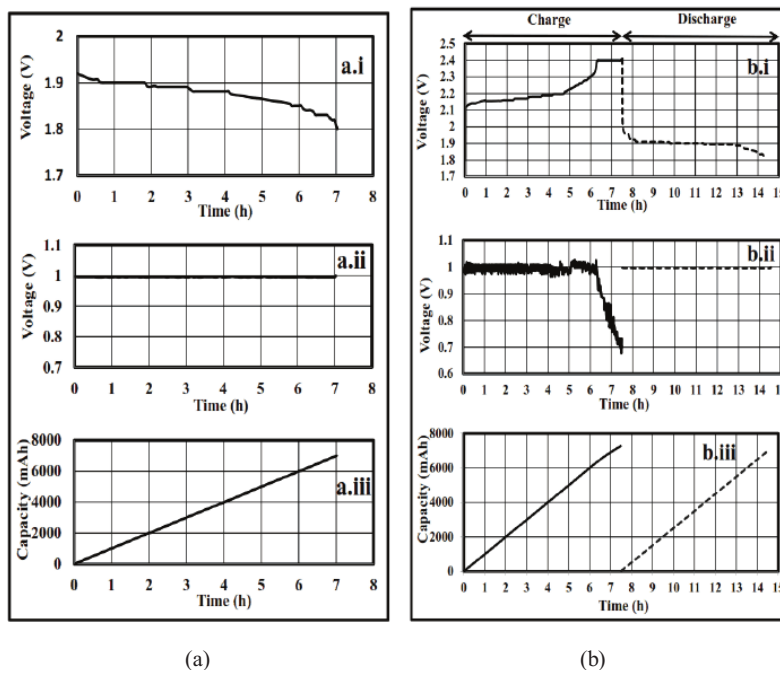 Charge Discharge
2
1.9
1.8
1.7
a.i
Voltage (V)
0 1 2 3 4 5 6 7 8
Time (h)
1.1
1
0.9
0.8
0.7
a.ii
Voltage (V)
0 1 2 3 4 5 6 7 8
Time (h)
8000
6000
4000
2000
0
a.iii
Capacity (mAh)
0 1 2 3 4 5 6 7 8
Time (h)
(a)
2.5
2.4
2.3
2.2
2.1
2
1.9
1.8
1.7
b.i
Voltage (V)
0 1 2 3 4 5 6 7 8 9 10 11 12 13 14 15
Time (h)
1.1
1
0.9
0.8
0.7
0.6
b.ii
Voltage (V)
0 1 2 3 4 5 6 7 8 9 10 11 12 13 14 15
Time (h)
8000
6000
4000
2000
0
b.iii
Capacity (mAh)
0 1 2 3 4 5 6 7 8 9 10 11 12 13 14 15
Time (h)
(b)